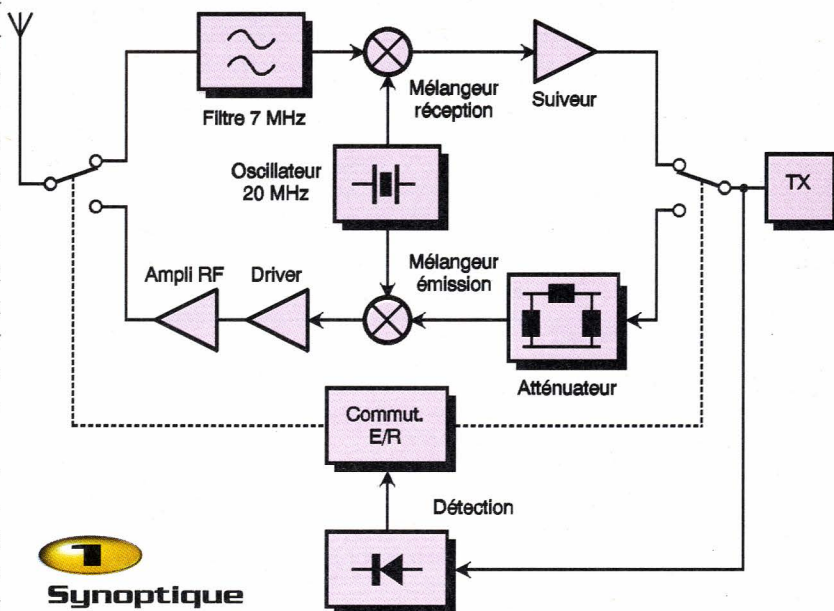 Filtre 7 MHz
Mélangeur
réception
Suiveur
Oscillateur
20 MHz
TX
Ampli RF
Driver
Mélangeur
émission
Atténuateur
Commut.
E/R
Détection
1
Synoptique